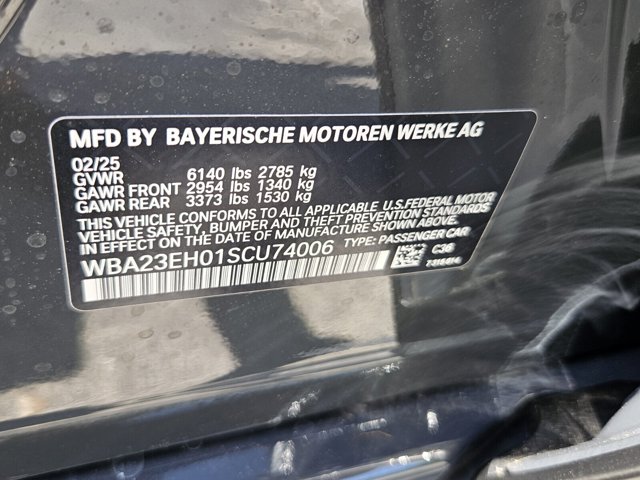 MFD BY BAYERISCHE MOTOREN WERKE AG
02/25
GVWR 6140 lbs 2785 kg
GAWR FRONT 2954 lbs 1340 kg
GAWR REAR 3373 lbs 1530 kg
THIS VEHICLE CONFORMS TO ALL APPLICABLE U.S.FEDERAL MOTOR
VEHICLE SAFETY, BUMPER AND THEFT PREVENTION STANDARDS
IN EFFECT ON THE DATE OF MANUFACTURE SHOWN ABOVE.
WBA23EH01SCU74006 TYPE: PASSENGER CAR
C36